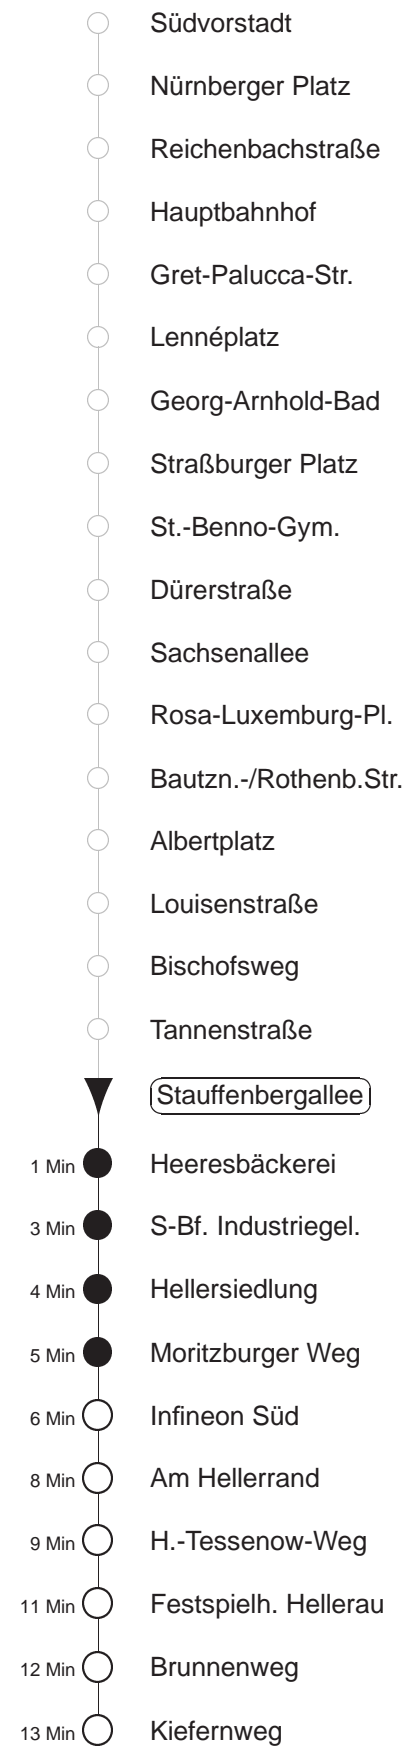 Südvorstadt
Nürnberger Platz
Reichenbachstraße
Hauptbahnhof
Gret-Palucca-Str.
Lennéplatz
Georg-Arnhold-Bad
Straßburger Platz
St.-Benno-Gym.
Dürerstraße
Sachsenallee
Rosa-Luxemburg-Pl.
Bautzn.-/Rothenb.Str.
Albertplatz
Louisenstraße
Bischofsweg
Tannenstraße
Stauffenbergallee
1 Min Heeresbäckerei
3 Min S-Bf. Industriegel.
4 Min Hellersiedlung
5 Min Moritzburger Weg
6 Min Infineon Süd
8 Min Am Hellerrand
9 Min H.-Tessenow-Weg
11 Min Festspielh. Hellerau
12 Min Brunnenweg
13 Min Kiefernweg